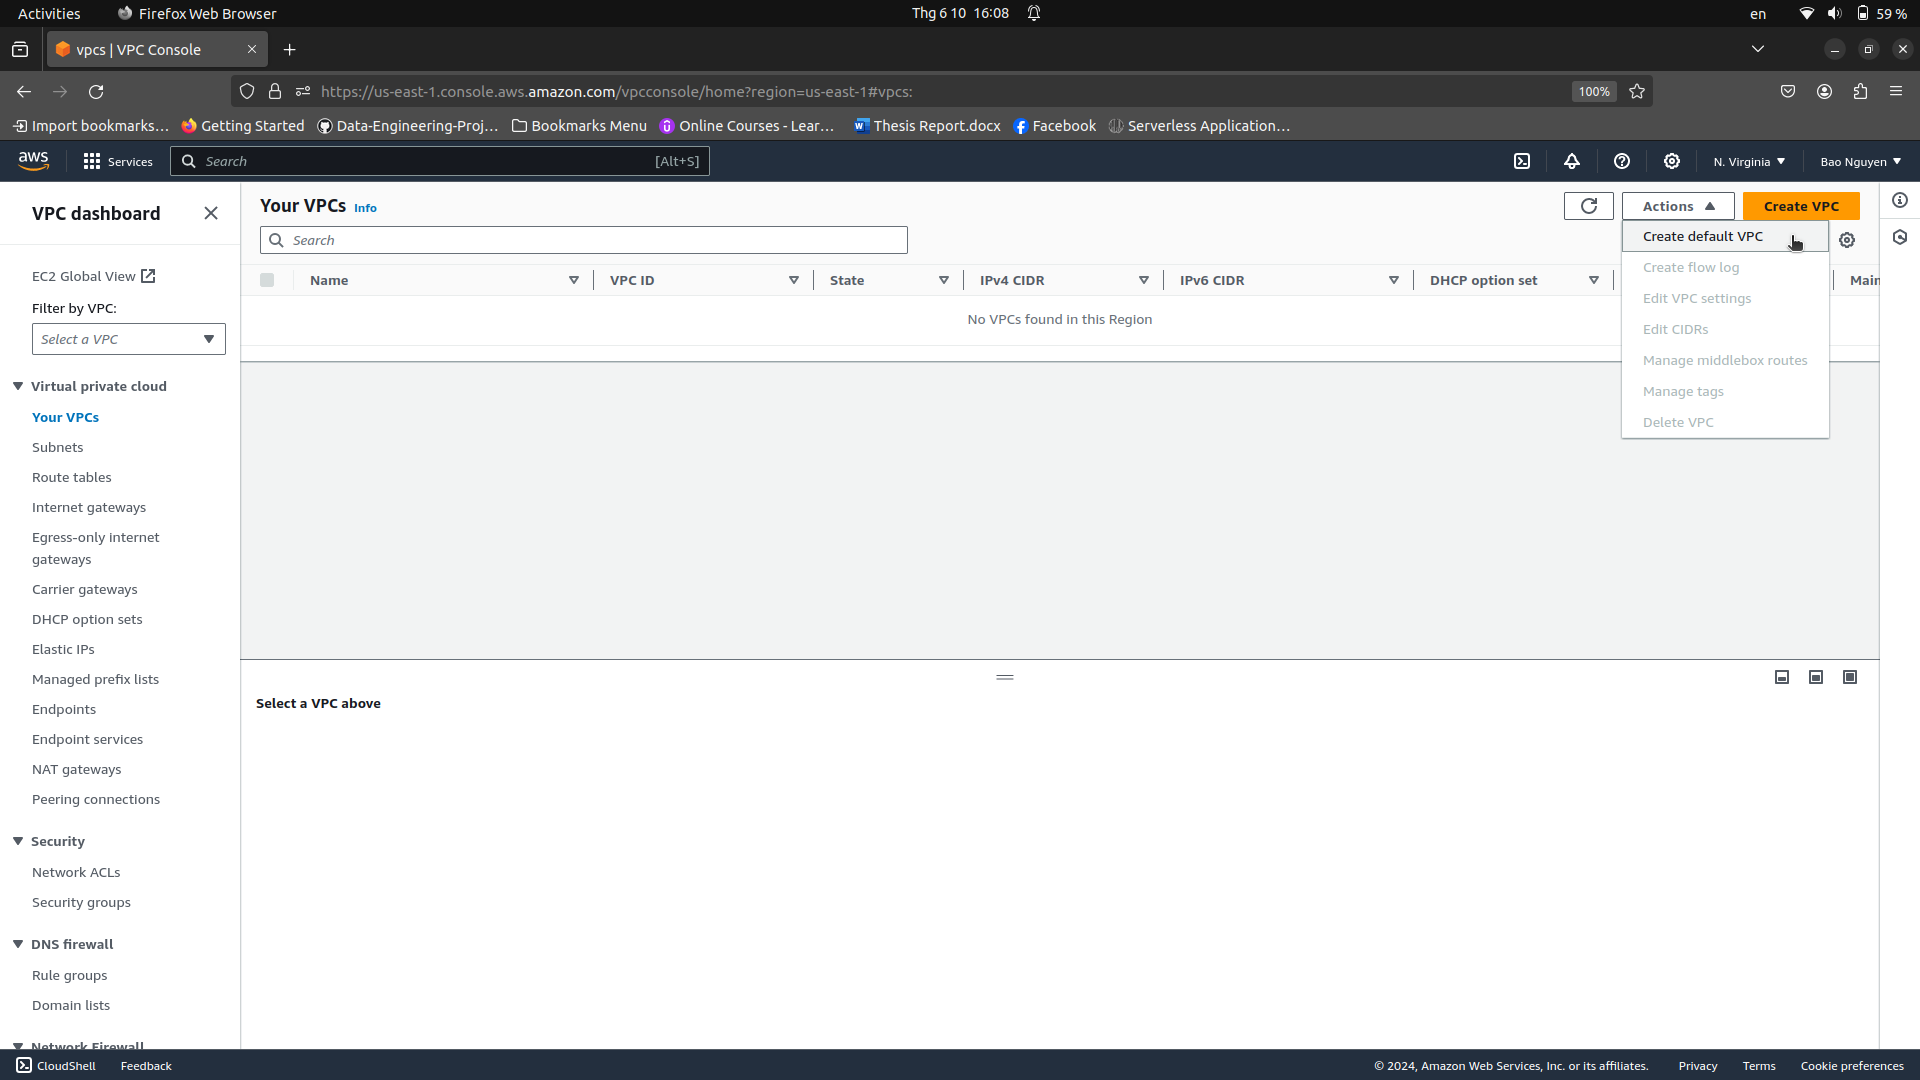 Activities
Firefox Web Browser
Thg 6 10 16:08
en
59 %
vpcs | VPC Console
https://us-east-1.console.aws.amazon.com/vpcconsole/home?region=us-east-1#vpcs:
100%
Import bookmarks…
Getting Started
Data-Engineering-Proj…
Bookmarks Menu
Online Courses - Lear…
Thesis Report.docx
Facebook
Serverless Application…
aws
Services
Search
[Alt+S]
N. Virginia
Bao Nguyen
VPC dashboard
EC2 Global View
Filter by VPC:
Select a VPC
Virtual private cloud
Your VPCs
Subnets
Route tables
Internet gateways
Egress-only internet
gateways
Carrier gateways
DHCP option sets
Elastic IPs
Managed prefix lists
Endpoints
Endpoint services
NAT gateways
Peering connections
Security
Network ACLs
Security groups
DNS firewall
Rule groups
Domain lists
Network Firewall
Your VPCs Info
Actions
Create VPC
Search
Create default VPC
Create flow log
Edit VPC settings
Edit CIDRs
Manage middlebox routes
Manage tags
Delete VPC
Name
VPC ID
State
IPv4 CIDR
IPv6 CIDR
DHCP option set
Main
No VPCs found in this Region
Select a VPC above
CloudShell
Feedback
© 2024, Amazon Web Services, Inc. or its affiliates.
Privacy
Terms
Cookie preferences